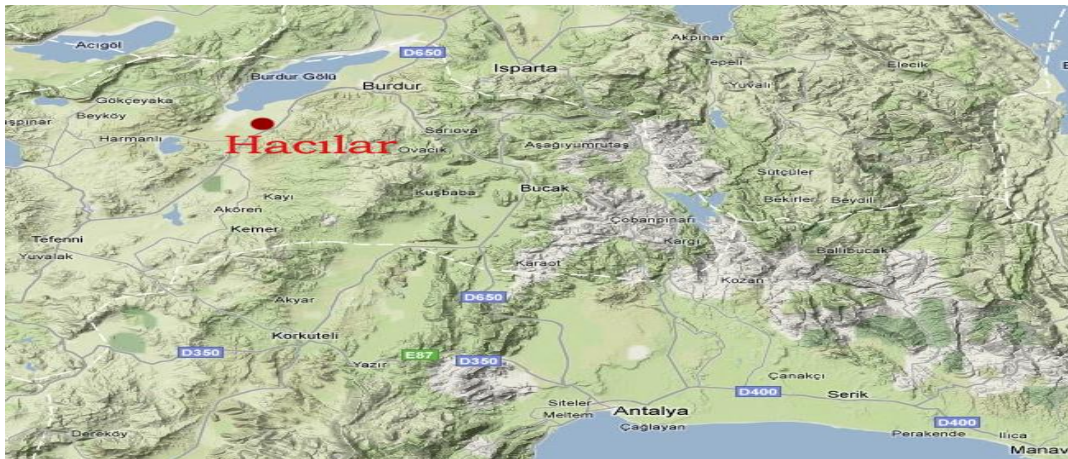 Acıgöl
D650
Akpınar
Isparta
Tepeli
Elecik
Burdur Gölü
Burdur
Yuvalı
Gökçeyaka
Beyköy
Harmanlı
Hacılar
Sarıova
Ovacık
Aşağıyumrutaş
Sütçüler
Kayı
Kuşbaba
Bucak
Bekirler
Beydili
Akören
Çobanpınarı
Kemer
Tefenni
Kargı
Ballıbucak
Yuvalak
Karaot
Kozan
Akyar
D650
Korkuteli
D350
E87
D350
Yazır
Çanakçı
D400
Serik
Siteler
Meltem
Antalya
Çağlayan
D400
Dereköy
Perakende
Ilıca
Manav